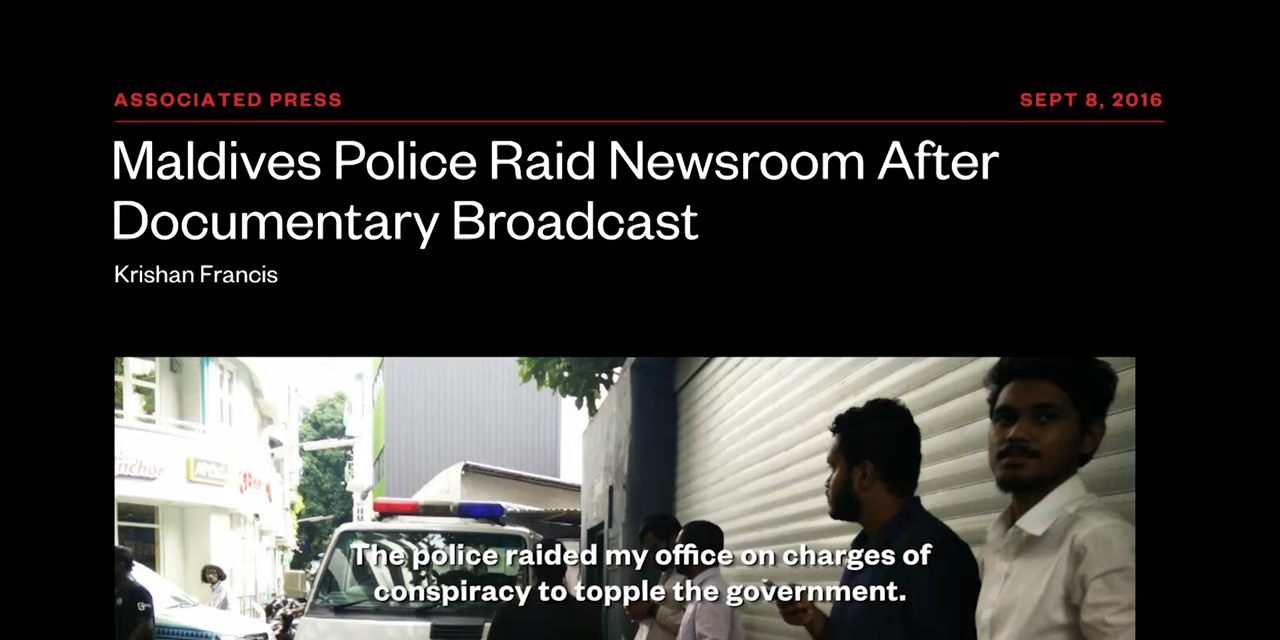 ASSOCIATED PRESS
SEPT 8, 2016
Maldives Police Raid Newsroom After
Documentary Broadcast
Krishan Francis
The police raided my office on charges of
conspiracy to topple the government.